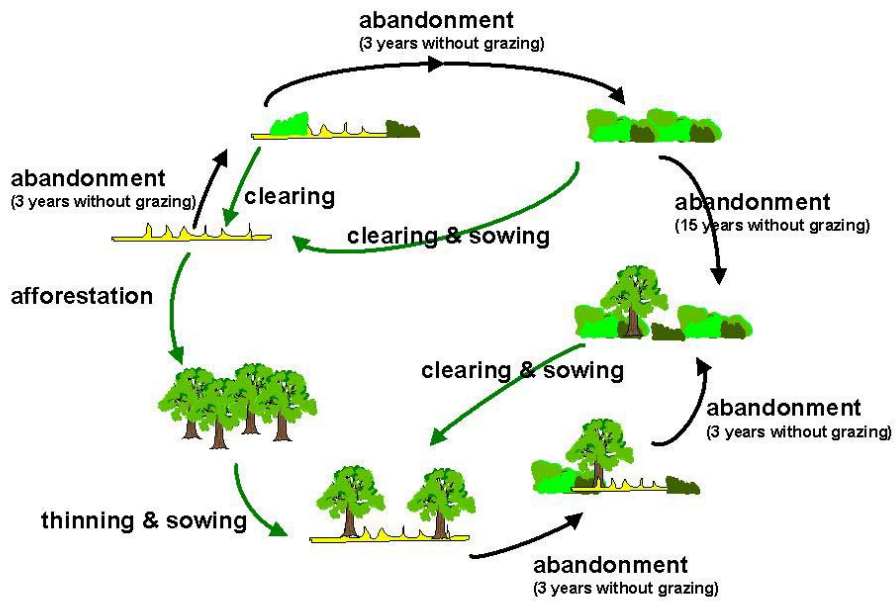 abandonment
(3 years without grazing)
abandonment
(3 years without grazing)
clearing
abandonment
(15 years without grazing)
clearing & sowing
afforestation
clearing & sowing
abandonment
(3 years without grazing)
thinning & sowing
abandonment
(3 years without grazing)